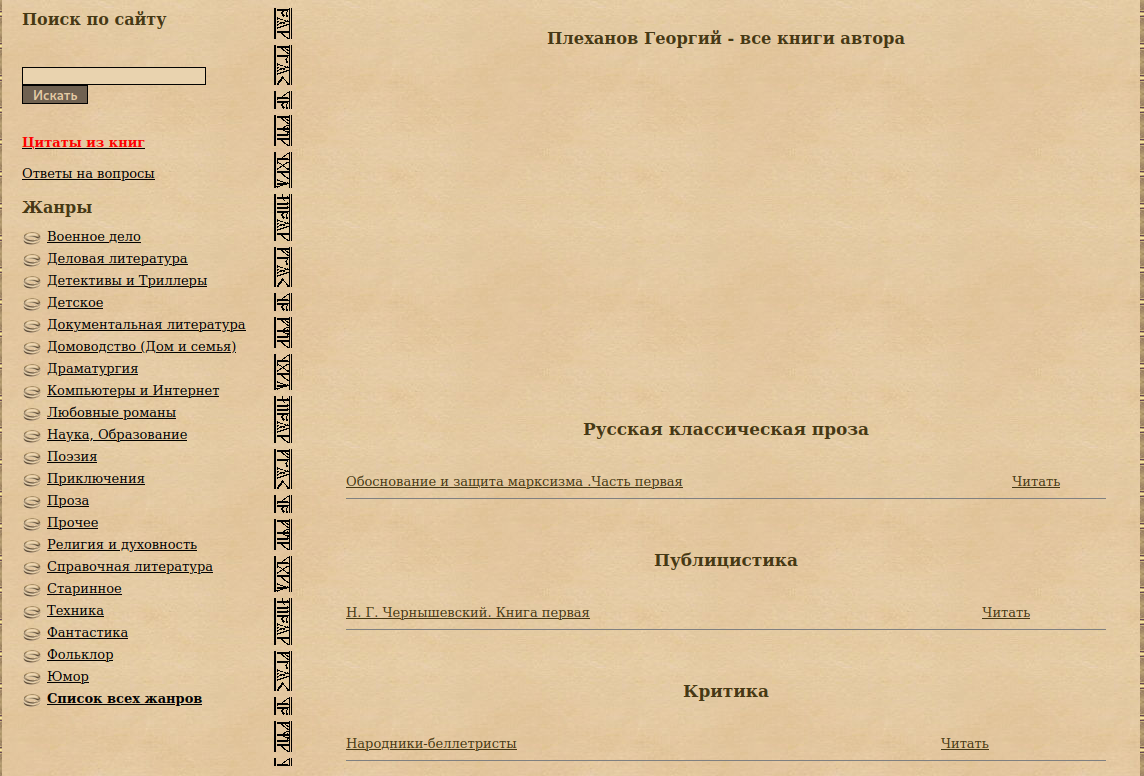 Поиск по сайту
Искать
Цитаты из книг
Ответы на вопросы
Жанры
Военное дело
Деловая литература
Детективы и Триллеры
Детское
Документальная литература
Домоводство (Дом и семья)
Драматургия
Компьютеры и Интернет
Любовные романы
Наука, Образование
Поэзия
Приключения
Проза
Прочее
Религия и духовность
Справочная литература
Старинное
Техника
Фантастика
Фольклор
Юмор
Список всех жанров
Плеханов Георгий - все книги автора
Русская классическая проза
Обоснование и защита марксизма .Часть первая Читать
Публицистика
Н. Г. Чернышевский. Книга первая Читать
Критика
Народники-беллетристы Читать